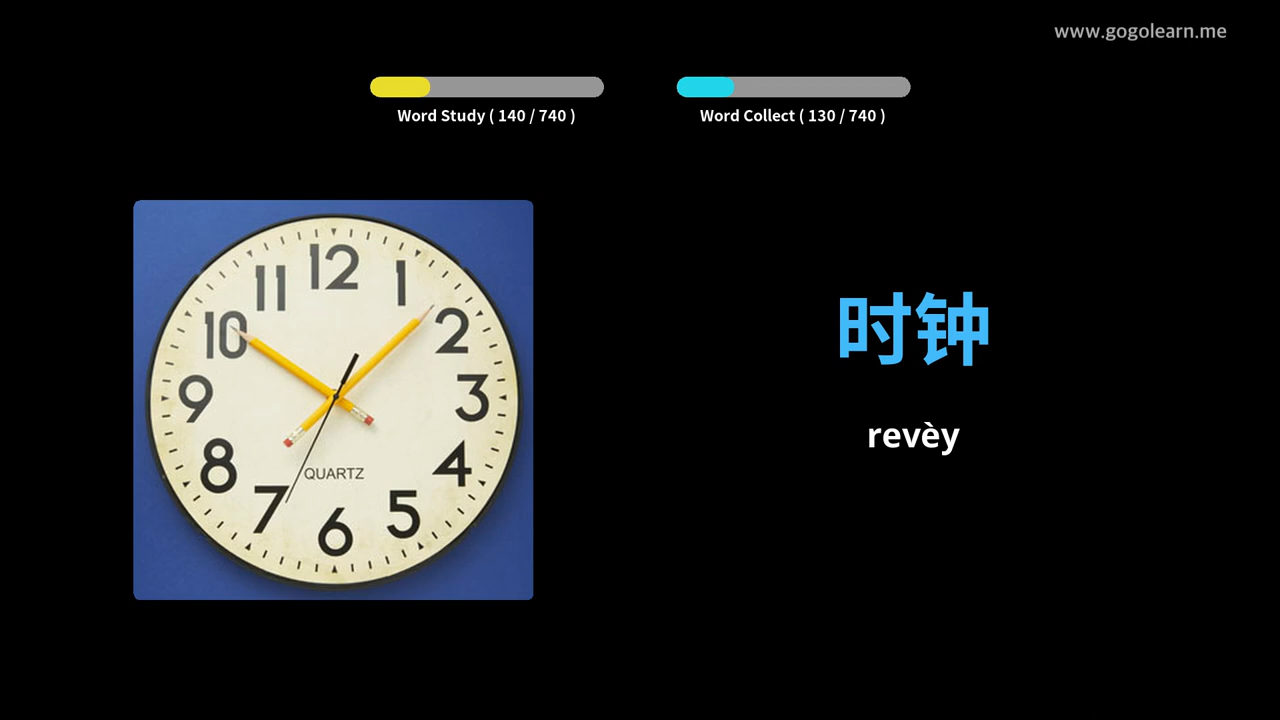 www.gogolearn.me
Word Study ( 140 / 740 )
Word Collect ( 130 / 740 )
12
11
1
10
2
9
3
8
4
QUARTZ
7
5
6
时钟
revèy